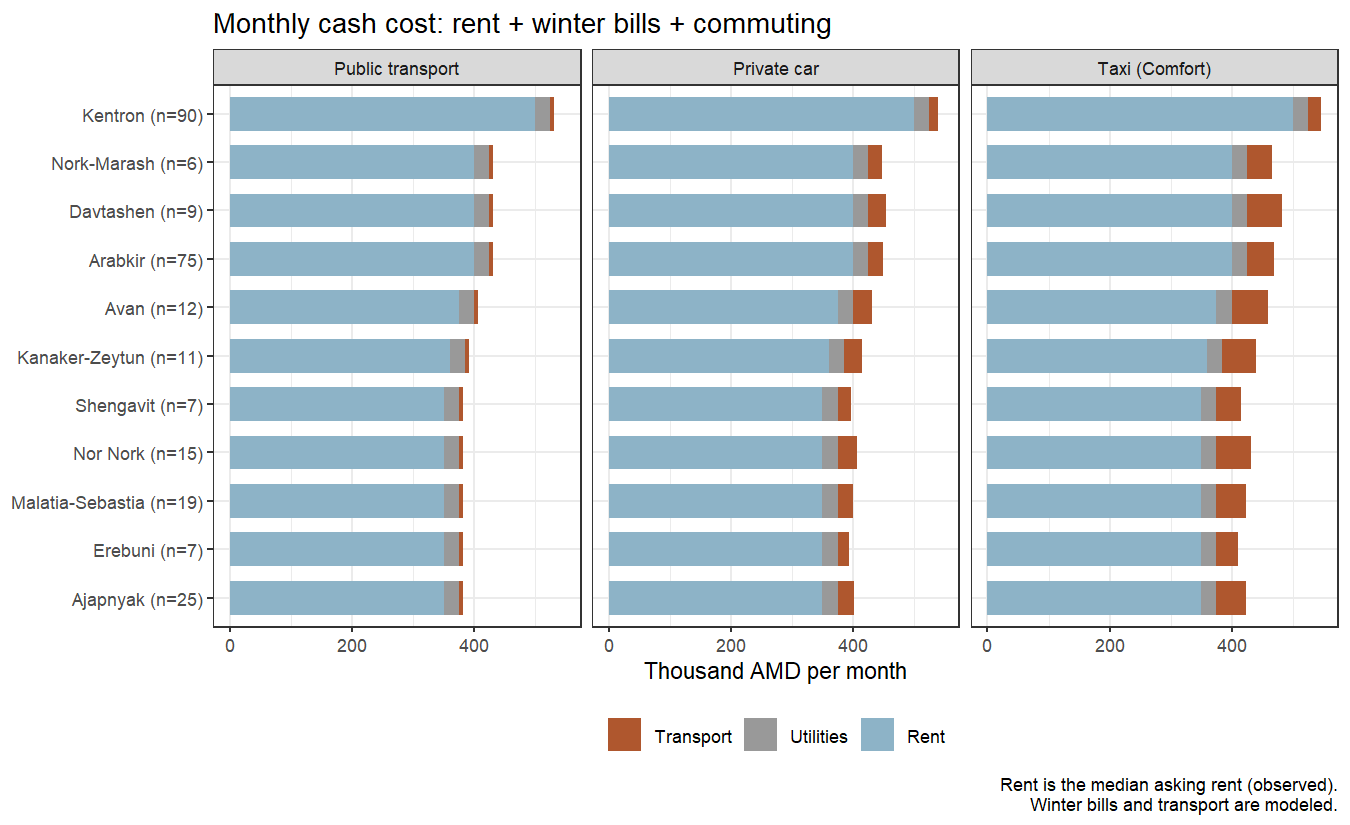 Monthly cash cost: rent + winter bills + commuting
Public transport
Private car
Taxi (Comfort)
Kentron (n=90)
Nork-Marash (n=6)
Davtashen (n=9)
Arabkir (n=75)
Avan (n=12)
Kanaker-Zeytun (n=11)
Shengavit (n=7)
Nor Nork (n=15)
Malatia-Sebastia (n=19)
Erebuni (n=7)
Ajapnyak (n=25)
0 200 400
0 200 400
0 200 400
Thousand AMD per month
Transport
Utilities
Rent
Rent is the median asking rent (observed).
Winter bills and transport are modeled.